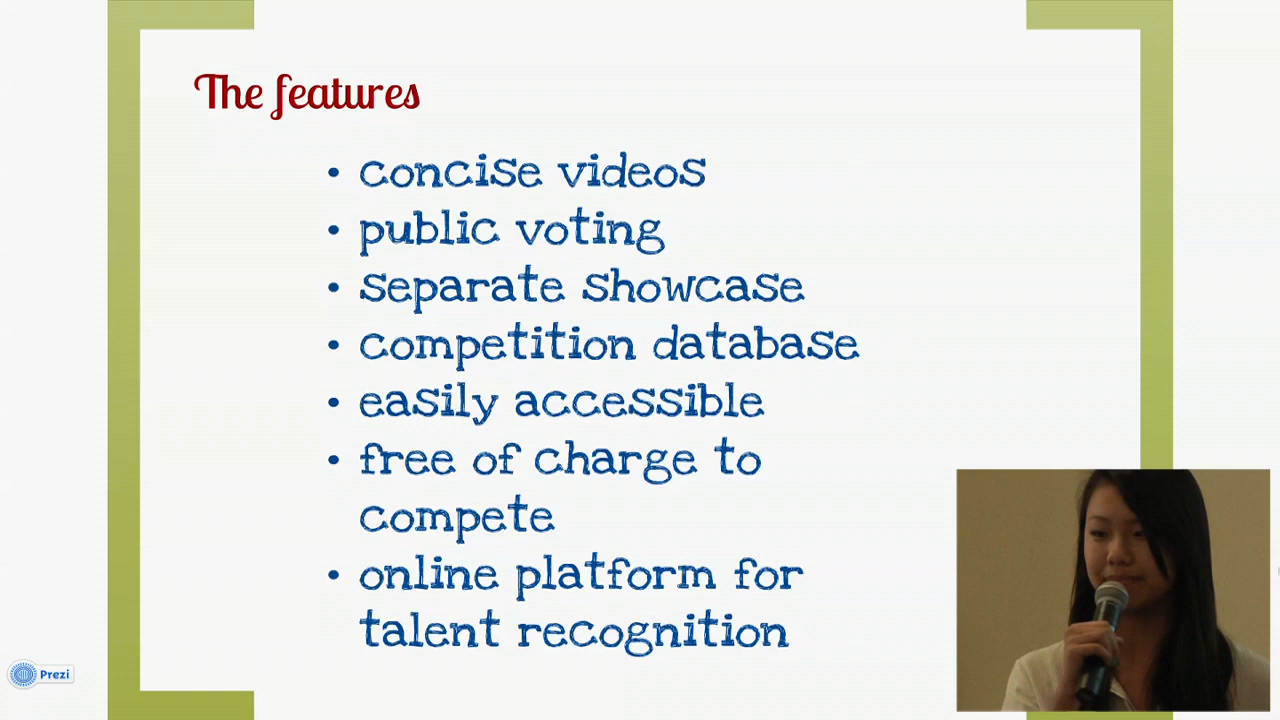 The features
• concise videos
• public voting
• separate showcase
• competition database
• easily accessible
• free of charge to
compete
• online platform for
talent recognition
Prezi